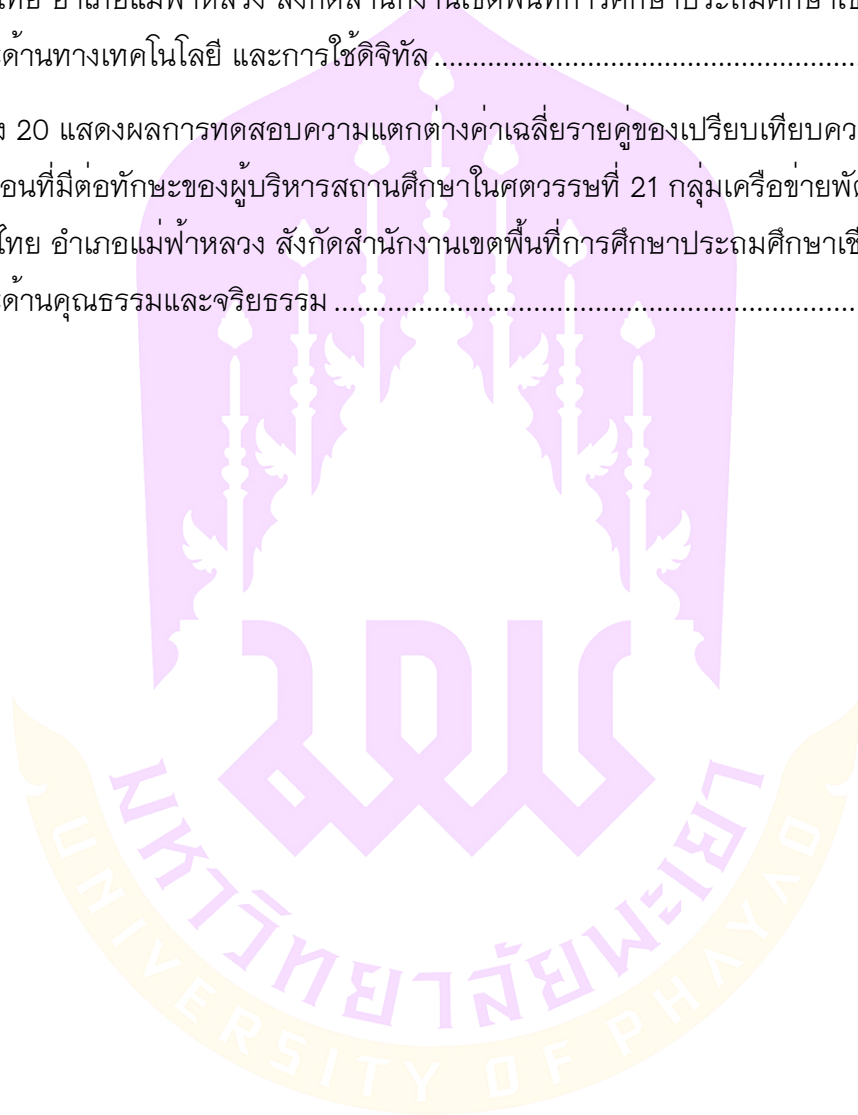 ไทย อำเภอแม่ฟ้าหลวง สังกัดสำนักงานเขตพื้นที่การศึกษาประถมศึกษาเชี
ด้านทางเทคโนโลยี และการใช้ดิจิทัล
ง 20 แสดงผลการทดสอบความแตกต่างค่าเฉลี่ยรายคู่ของเปรียบเทียบคว
อนที่มีต่อทักษะของผู้บริหารสถานศึกษาในศตวรรษที่ 21 กลุ่มเครือข่ายพัต
ไทย อำเภอแม่ฟ้าหลวง สังกัดสำนักงานเขตพื้นที่การศึกษาประถมศึกษาเชี
ด้านคุณธรรมและจริยธรรม
มหาวิทยาลัยพะเยา
UNIVERSITY OF PHAYAO